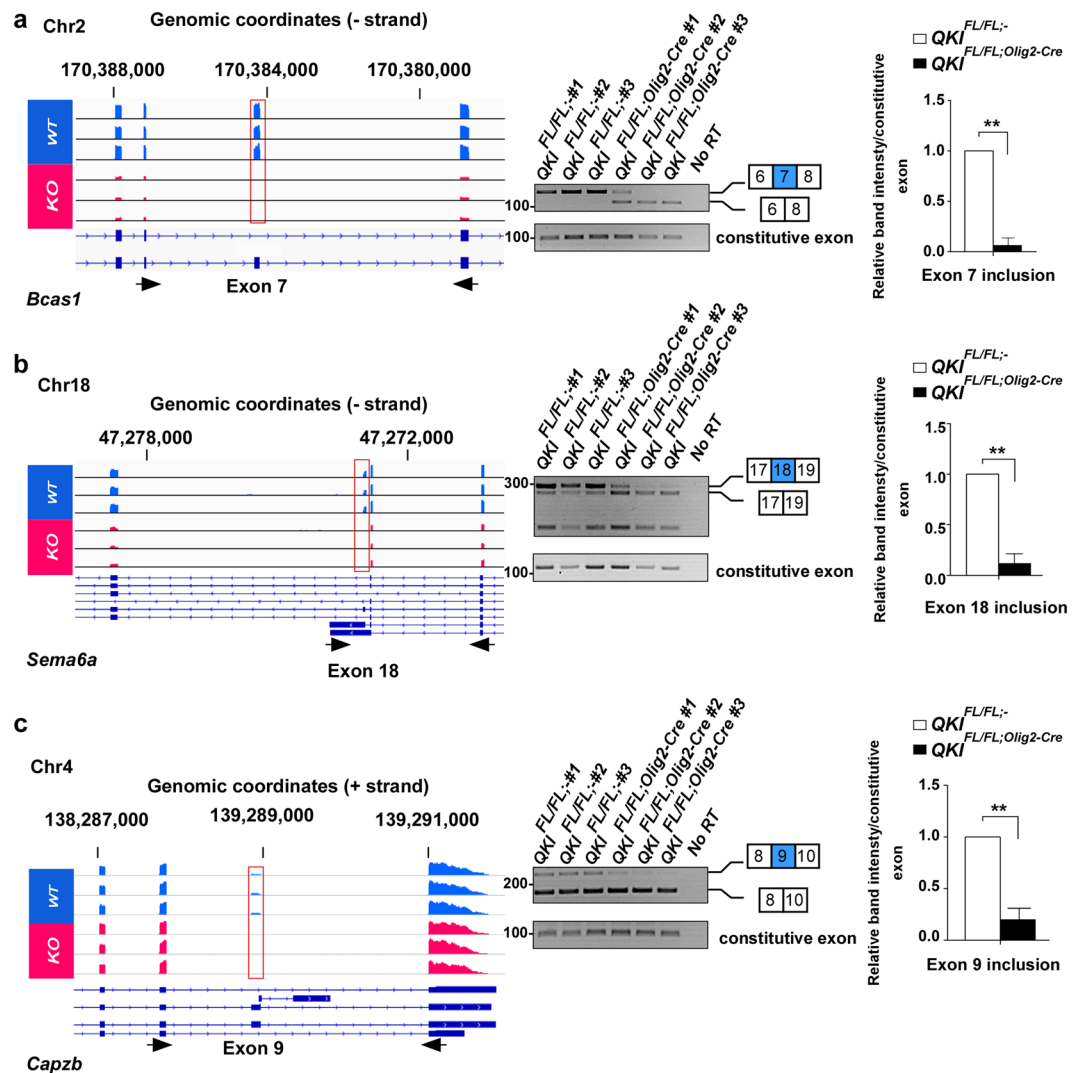 a
Chr2
Genomic coordinates (- strand)
170,388,000 170,384,000 170,380,000
WT
KO
Exon 7
Bcas1
QKI FL/FL;-#1
QKI FL/FL;-#2
QKI FL/FL;-#3
QKI FL/FL;Olig2-Cre #1
QKI FL/FL;Olig2-Cre #2
QKI FL/FL;Olig2-Cre #3
No RT
100
6 7 8
6 8
100
constitutive exon
QKI FL/FL;-
QKI FL/FL;Olig2-Cre
Relative band intensty/constitutive
exon
1.5
1.0
0.5
0.0
**
Exon 7 inclusion
b
Chr18
Genomic coordinates (- strand)
47,278,000 47,272,000
WT
KO
Exon 18
Sema6a
QKI FL/FL;-#1
QKI FL/FL;-#2
QKI FL/FL;-#3
QKI FL/FL;Olig2-Cre #1
QKI FL/FL;Olig2-Cre #2
QKI FL/FL;Olig2-Cre #3
No RT
300
17 18 19
17 19
100
constitutive exon
QKI FL/FL;-
QKI FL/FL;Olig2-Cre
Relative band intensty/constitutive
exon
1.5
1.0
0.5
0.0
**
Exon 18 inclusion
c
Chr4
Genomic coordinates (+ strand)
138,287,000 139,289,000 139,291,000
WT
KO
Exon 9
Capzb
QKI FL/FL;-#1
QKI FL/FL;-#2
QKI FL/FL;-#3
QKI FL/FL;Olig2-Cre #1
QKI FL/FL;Olig2-Cre #2
QKI FL/FL;Olig2-Cre #3
No RT
200
8 9 10
8 10
100
constitutive exon
QKI FL/FL;-
QKI FL/FL;Olig2-Cre
Relative band intensty/constitutive
exon
1.5
1.0
0.5
0.0
**
Exon 9 inclusion